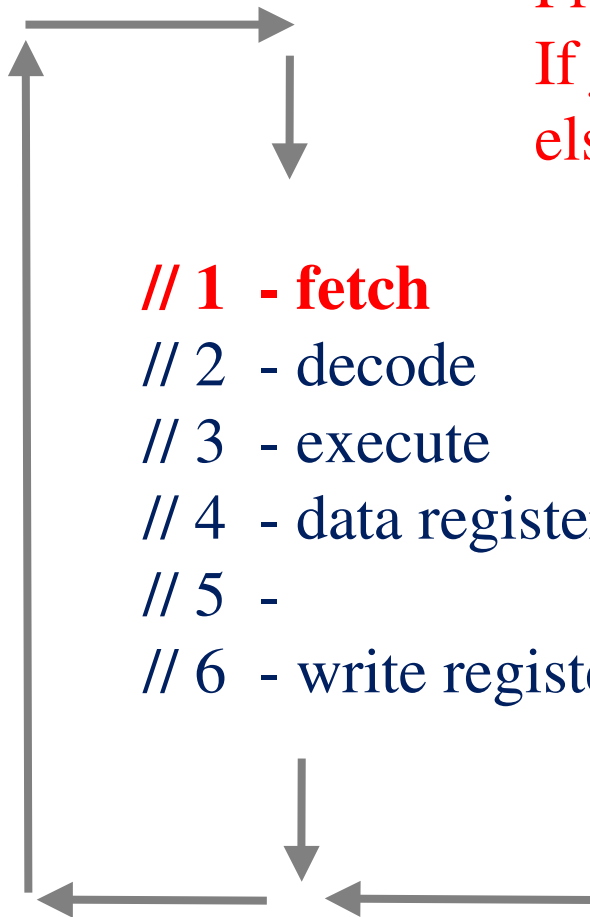 If
// 1 - fetch
// 2 - decode
// 3 - execute
// 4 - data
// 5 -
// 6 - write